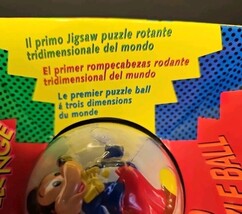 Il primo Jigsaw puzzle rotante
tridimensionale del mondo
El primer rompecabezas rodante
tridimensional del mundo
Le premier puzzle ball
á trois dimensions
du monde
BALL